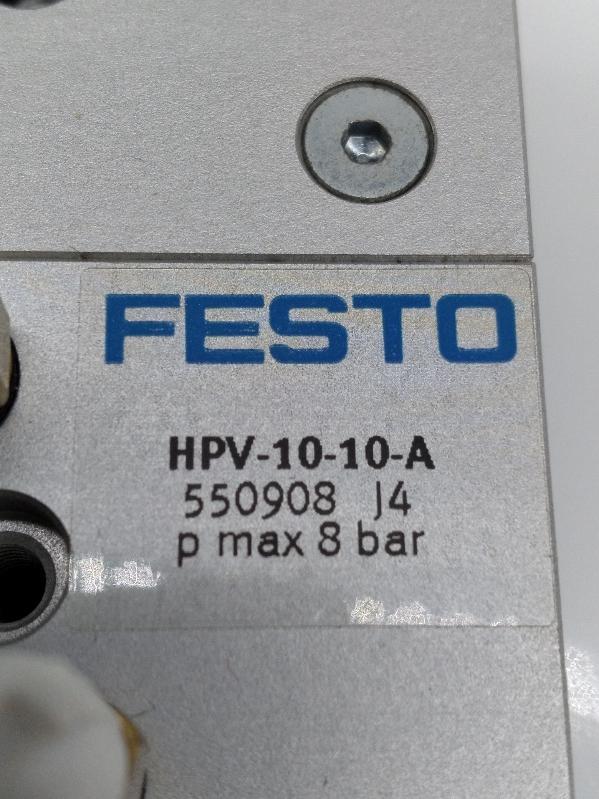 FESTO
HPV-10-10-A
550908 J4
p max 8 bar